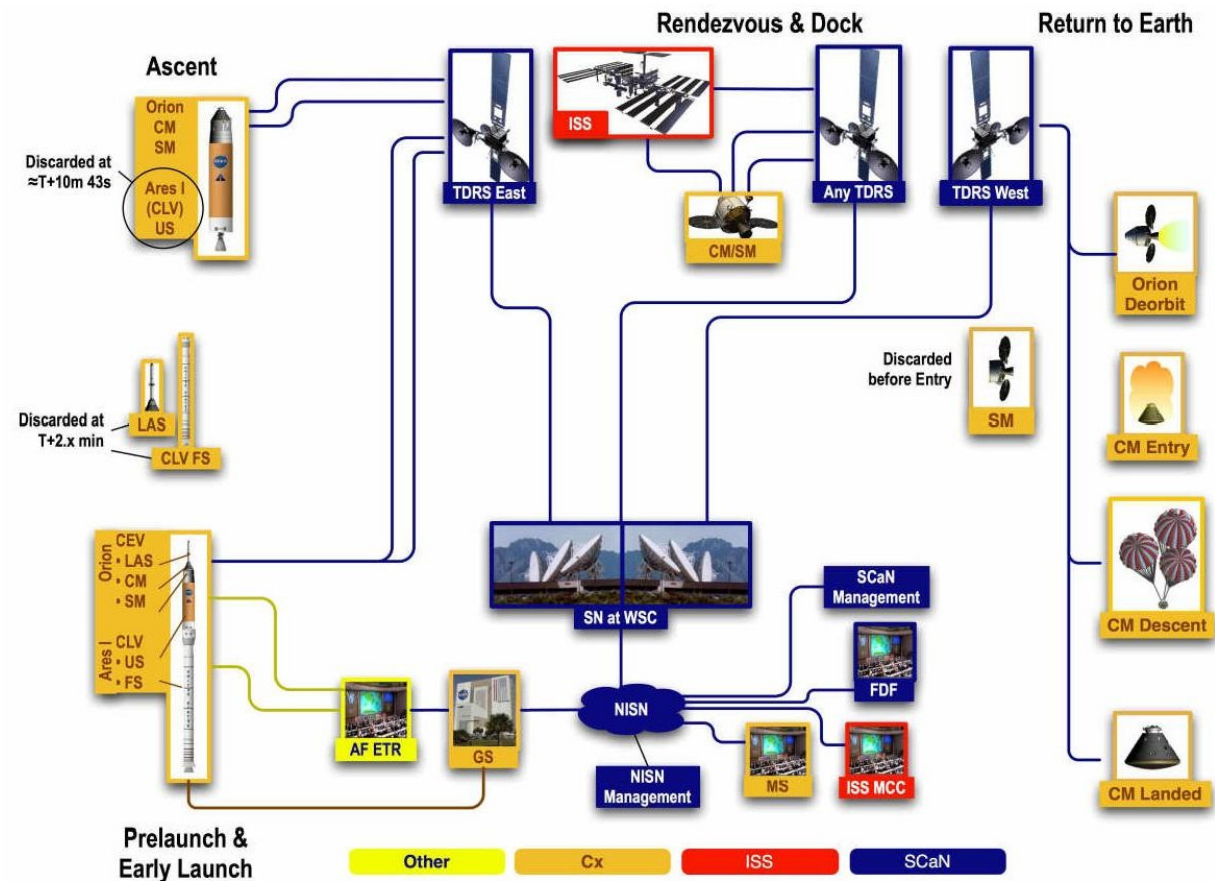 Rendezvous & Dock
Return to Earth
Ascent
Orion
CM
SM
Discarded at
≈T+10m 43s
Ares I
(CLV)
US
TDRS East
ISS
CM/SM
Any TDRS
TDRS West
Orion
Deorbit
Discarded
before Entry
SM
CM Entry
LAS
Discarded at
T+2.x min
CLV FS
Orion
CEV
• LAS
• CM
• SM
Ares I
CLV
• US
• FS
SN at WSC
SCaN
Management
FDF
CM Descent
AF ETR
GS
NISN
NISN
Management
MS
ISS MCC
CM Landed
Prelaunch &
Early Launch
Other
Cx
ISS
SCaN